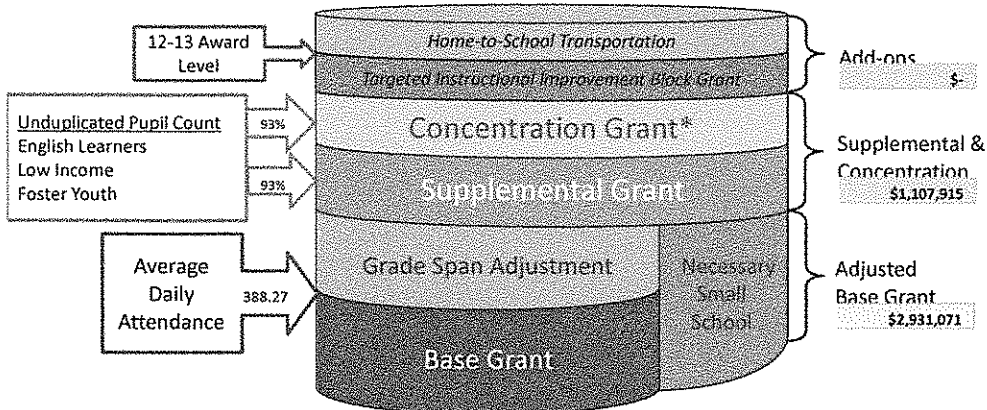 12-13 Award
Level
Home-to-School Transportation
Targeted Instructional Improvement Block Grant
Add-ons
$-
Unduplicated Pupil Count
English Learners
Low Income
Foster Youth
93%
93%
Concentration Grant*
Supplemental Grant
Supplemental &
Concentration
$1,107,915
Average
Daily
Attendance
388.27
Grade Span Adjustment
Base Grant
Necessary
Small
School
Adjusted
Base Grant
$2,931,071